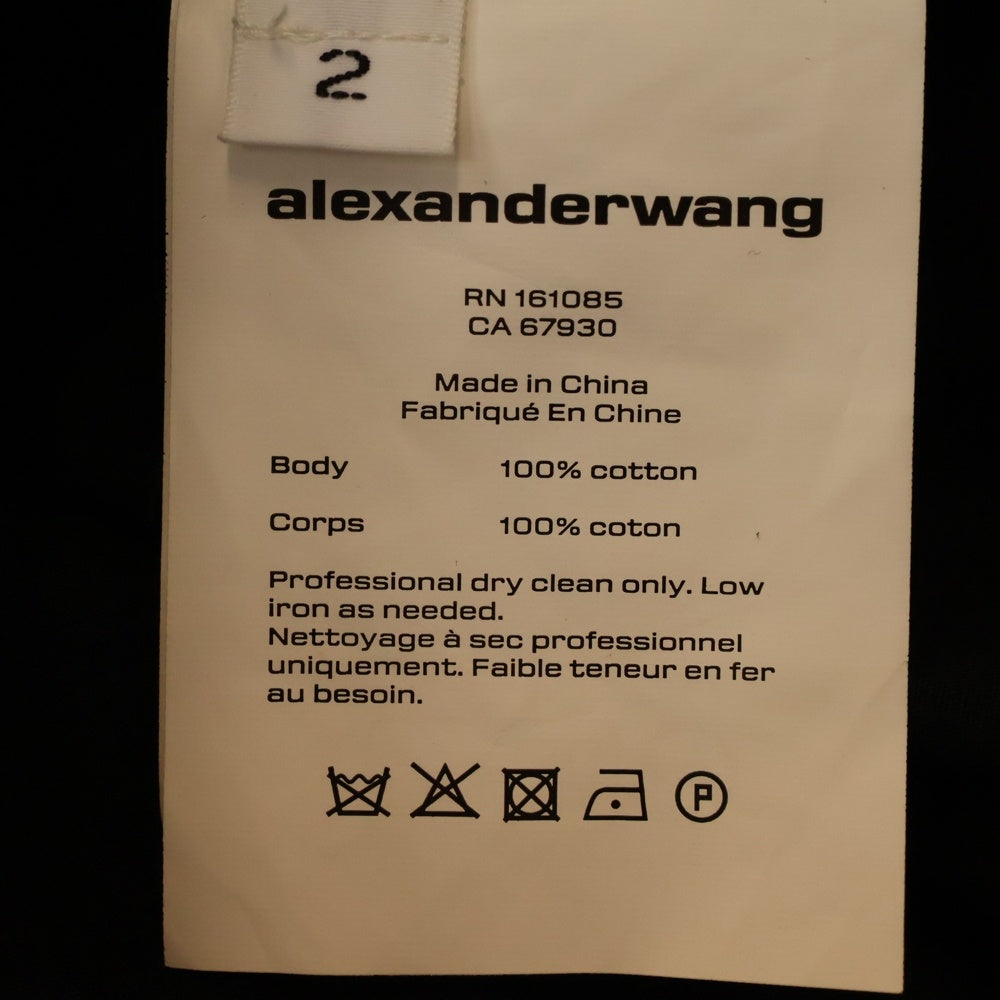 2
alexanderwang
RN 161085
CA 67930
Made in China
Fabriqué En Chine
Body 100% cotton
Corps 100% coton
Professional dry clean only. Low
iron as needed.
Nettoyage à sec professionnel
uniquement. Faible teneur en fer
au besoin.
P